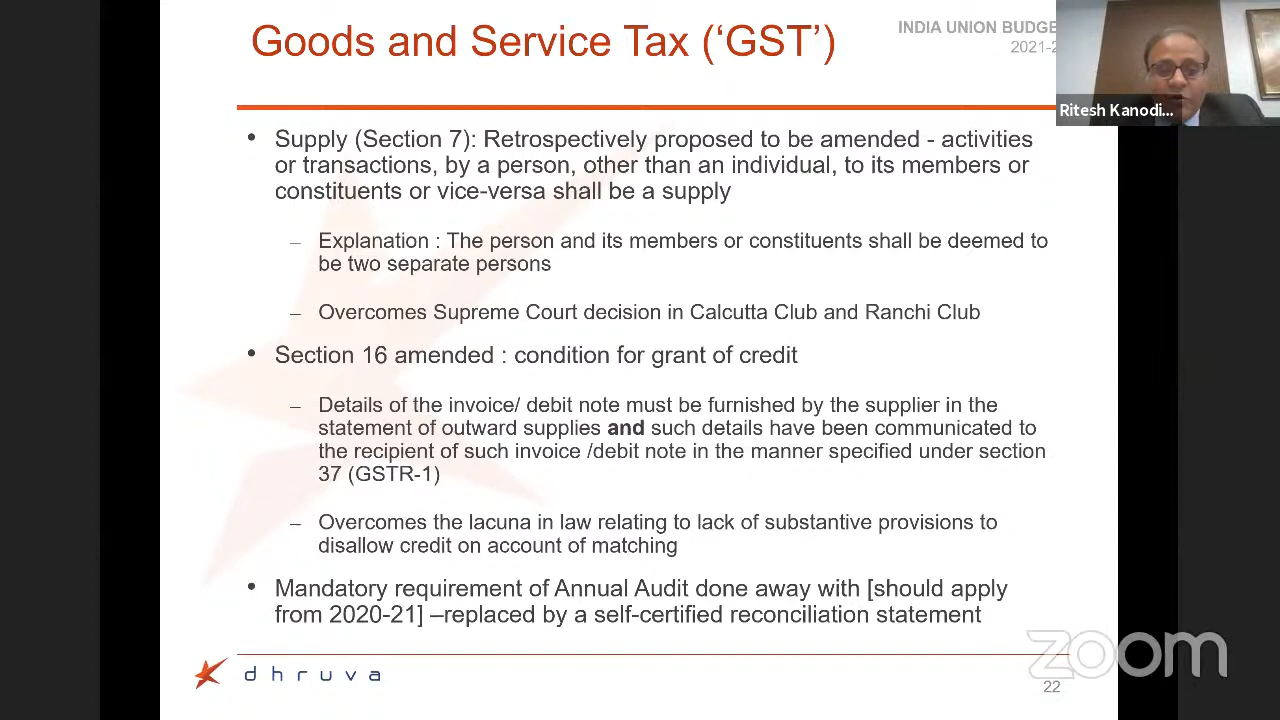 Goods and Service Tax (‘GST’)
INDIA UNION BUDGE
2021-2
Ritesh Kanodi...
• Supply (Section 7): Retrospectively proposed to be amended - activities
or transactions, by a person, other than an individual, to its members or
constituents or vice-versa shall be a supply
– Explanation : The person and its members or constituents shall be deemed to
be two separate persons
– Overcomes Supreme Court decision in Calcutta Club and Ranchi Club
• Section 16 amended : condition for grant of credit
– Details of the invoice/ debit note must be furnished by the supplier in the
statement of outward supplies and such details have been communicated to
the recipient of such invoice /debit note in the manner specified under section
37 (GSTR-1)
– Overcomes the lacuna in law relating to lack of substantive provisions to
disallow credit on account of matching
• Mandatory requirement of Annual Audit done away with [should apply
from 2020-21] –replaced by a self-certified reconciliation statement
dhruva
zoom
22